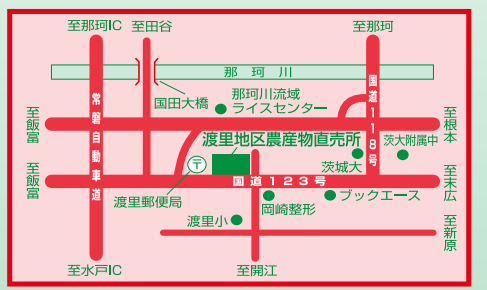 至那珂IC
至田谷
至那珂
那珂川
国田大橋
那珂川流域
ライスセンター
国道118号
常磐自動車道
至飯富
至根本
渡里地区農産物直売所
茨大附属中
茨城大
至飯富
〒
国道123号
至末広
渡里郵便局
ブックエース
岡崎整形
渡里小
至新原
至水戸IC
至開江